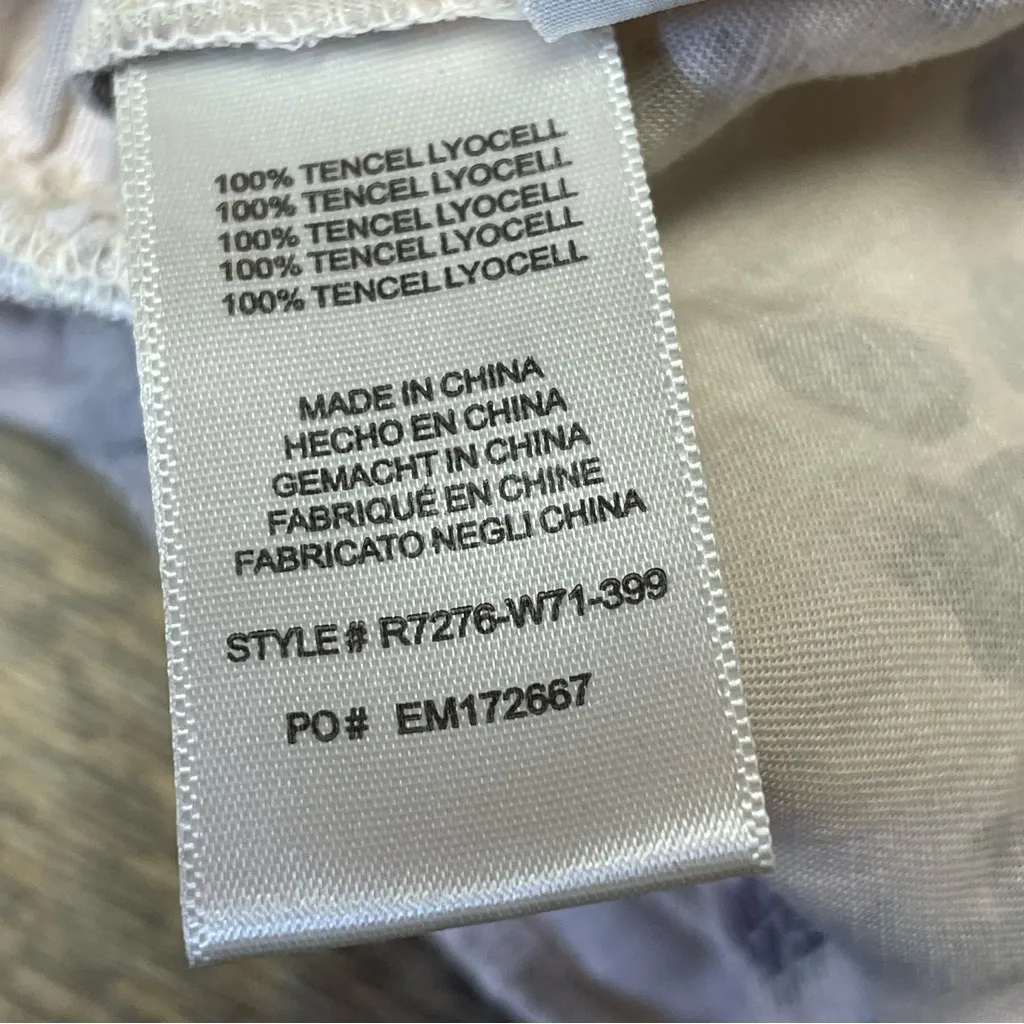 100% TENCEL LYOCELL
100% TENCEL LYOCELL
100% TENCEL LYOCELL
100% TENCEL LYOCELL
100% TENCEL LYOCELL
MADE IN CHINA
HECHO EN CHINA
GEMACHT IN CHINA
FABRIQUÉ EN CHINE
FABRICATO NEGLI CHINA
STYLE# R7276-W71-399
PO# EM172667